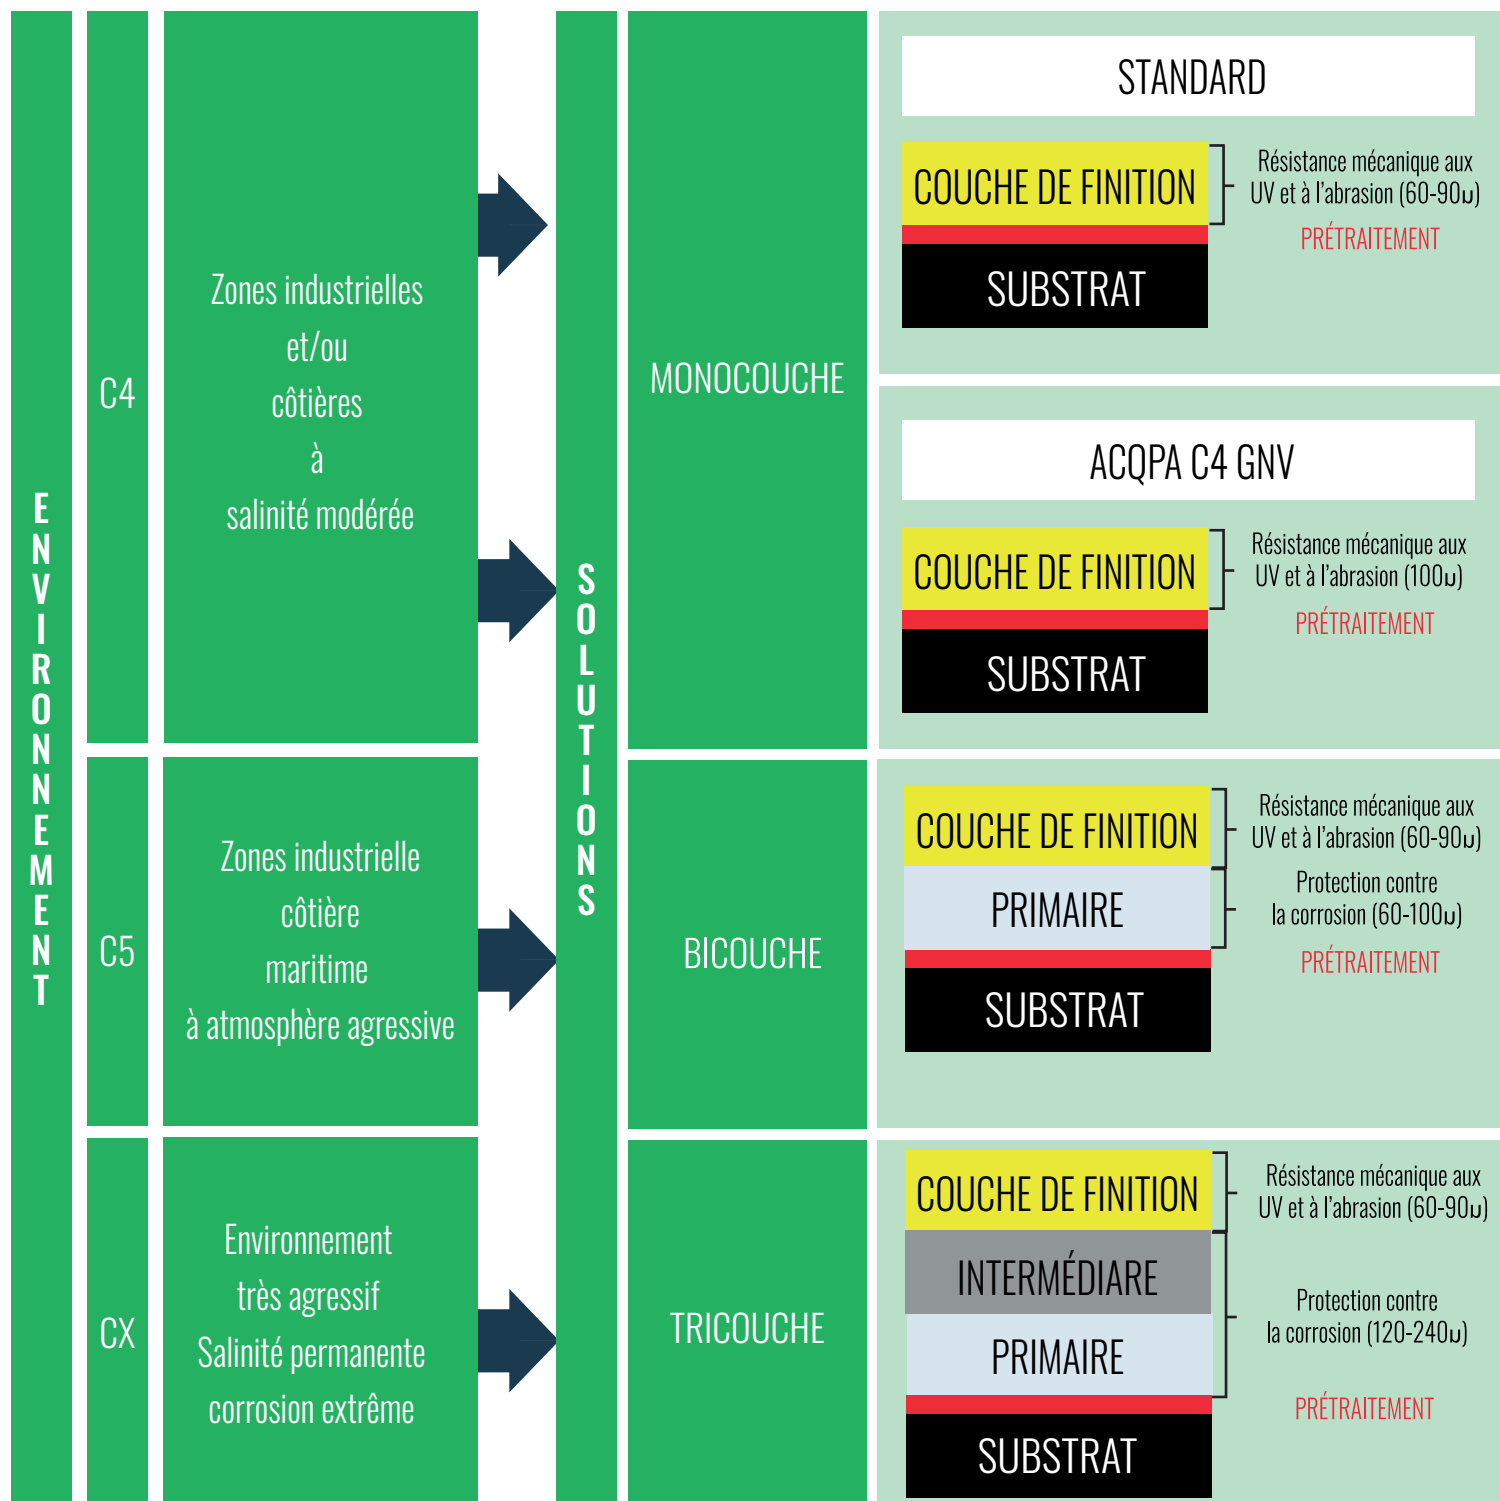 ENVIRONNEMENT
C4
Zones industrielles
et/ou
côtières
à
salinité modérée
C5
Zones industrielle
côtière
maritime
à atmosphère agressive
CX
Environnement
très agressif
Salinité permanente
corrosion extrême
SOLUTIONS
MONOCOUCHE
STANDARD
COUCHE DE FINITION
SUBSTRAT
Résistance mécanique aux
UV et à l'abrasion (60-90µ)
PRÉTRAITEMENT
ACQPA C4 GNV
COUCHE DE FINITION
SUBSTRAT
Résistance mécanique aux
UV et à l'abrasion (100µ)
PRÉTRAITEMENT
BICOUCHE
COUCHE DE FINITION
PRIMAIRE
SUBSTRAT
Résistance mécanique aux
UV et à l'abrasion (60-90µ)
Protection contre
la corrosion (60-100µ)
PRÉTRAITEMENT
TRICOUCHE
COUCHE DE FINITION
INTERMÉDIARE
PRIMAIRE
SUBSTRAT
Résistance mécanique aux
UV et à l'abrasion (60-90µ)
Protection contre
la corrosion (120-240µ)
PRÉTRAITEMENT